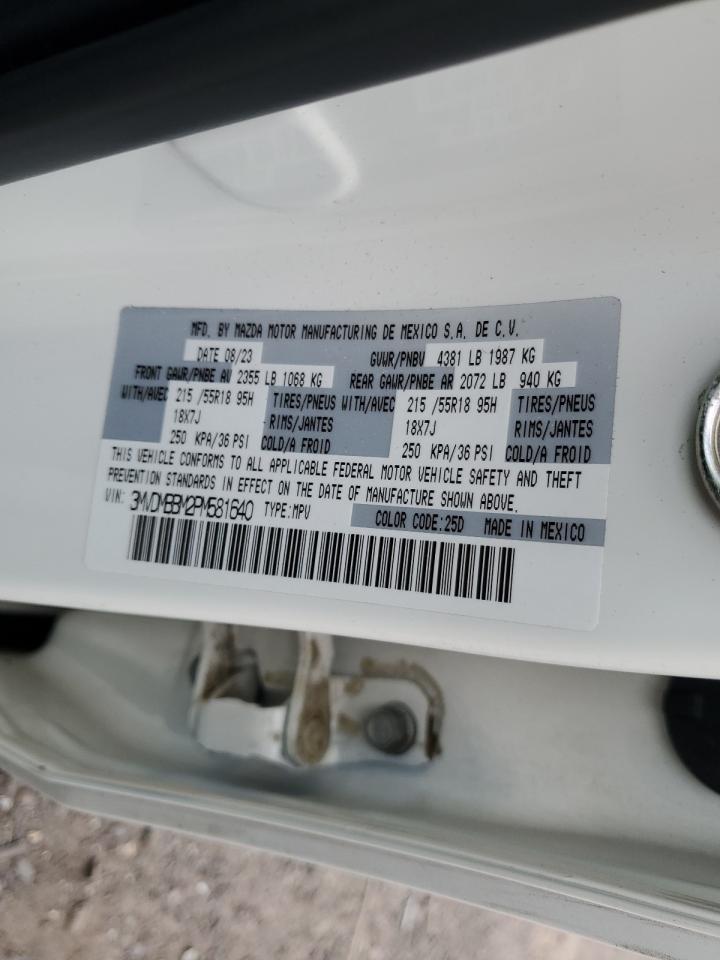 MFD. BY MAZDA MOTOR MANUFACTURING DE MEXICO S.A. DE C.V.
DATE 08/23 GVWR/PNBV 4381 LB 1987 KG
FRONT GAWR/PNBE AV 2355 LB 1068 KG REAR GAWR/PNBE AR 2072 LB 940 KG
WITH/AVEC 215 /55R18 95H TIRES/PNEUS WITH/AVEC 215 /55R18 95H TIRES/PNEUS
18X7J RIMS/JANTES 18X7J RIMS/JANTES
250 KPA/36 PSI COLD/A FROID 250 KPA/36 PSI COLD/A FROID
THIS VEHICLE CONFORMS TO ALL APPLICABLE FEDERAL MOTOR VEHICLE SAFETY AND THEFT
PREVENTION STANDARDS IN EFFECT ON THE DATE OF MANUFACTURE SHOWN ABOVE.
VIN: 3MVDMBBM2PM581640 TYPE:MPV COLOR CODE:25D MADE IN MEXICO